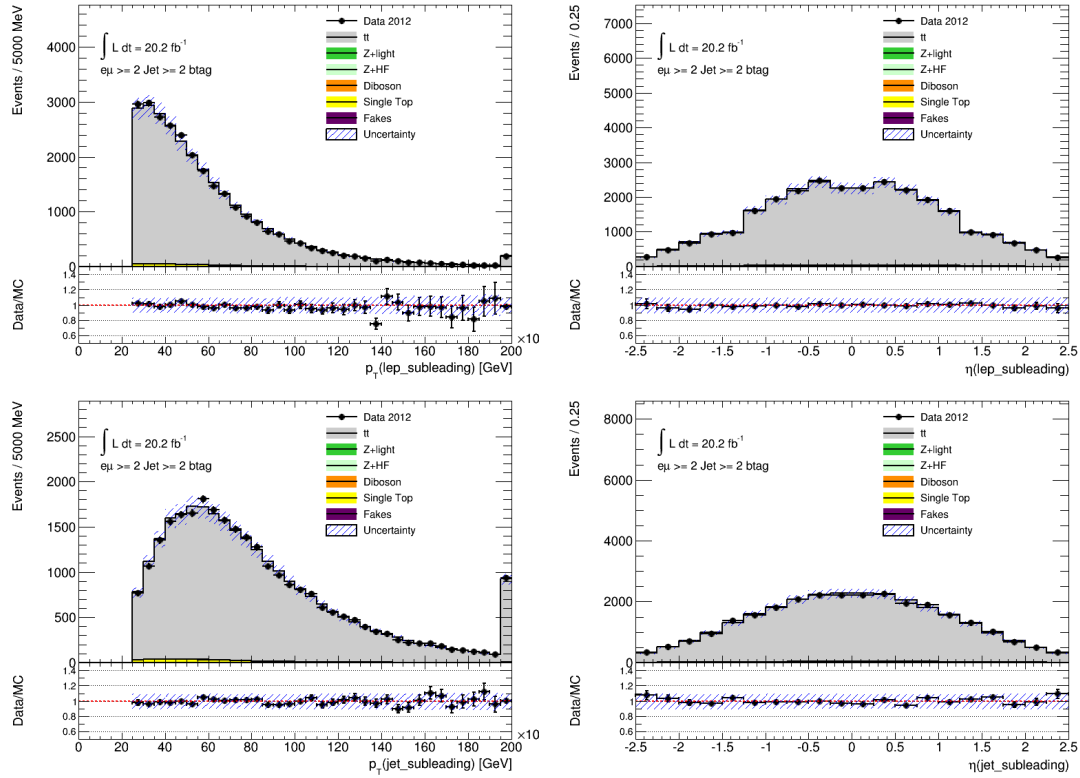 Events / 5000 MeV
4000
3000
2000
1000
0
∫ L dt = 20.2 fb⁻¹
eμ >= 2 Jet >= 2 btag
Data 2012
tt
Z+light
Z+HF
Diboson
Single Top
Fakes
Uncertainty
Data/MC
1.4
1.2
1
0.8
0.6
0 20 40 60 80 100 120 140 160 180 200
×10
p_T(lep_subleading) [GeV]
Events / 0.25
7000
6000
5000
4000
3000
2000
1000
0
∫ L dt = 20.2 fb⁻¹
eμ >= 2 Jet >= 2 btag
Data 2012
tt
Z+light
Z+HF
Diboson
Single Top
Fakes
Uncertainty
Data/MC
1.4
1.2
1
0.8
0.6
-2.5 -2 -1.5 -1 -0.5 0 0.5 1 1.5 2 2.5
η(lep_subleading)
Events / 5000 MeV
2500
2000
1500
1000
500
0
∫ L dt = 20.2 fb⁻¹
eμ >= 2 Jet >= 2 btag
Data 2012
tt
Z+light
Z+HF
Diboson
Single Top
Fakes
Uncertainty
Data/MC
1.4
1.2
1
0.8
0.6
0 20 40 60 80 100 120 140 160 180 200
×10
p_T(jet_subleading) [GeV]
Events / 0.25
8000
6000
4000
2000
0
∫ L dt = 20.2 fb⁻¹
eμ >= 2 Jet >= 2 btag
Data 2012
tt
Z+light
Z+HF
Diboson
Single Top
Fakes
Uncertainty
Data/MC
1.4
1.2
1
0.8
0.6
-2.5 -2 -1.5 -1 -0.5 0 0.5 1 1.5 2 2.5
η(jet_subleading)